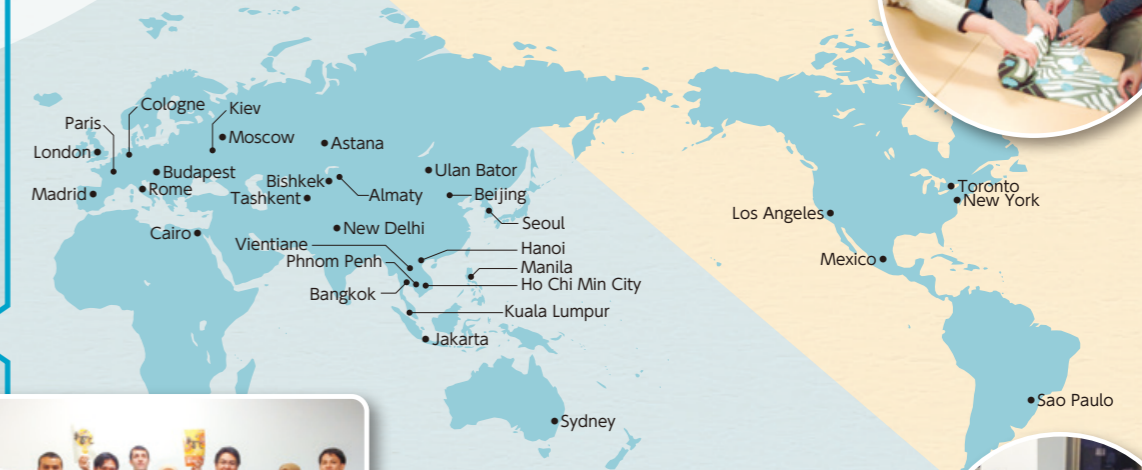 Cologne
Kiev
Paris
Moscow
London
Astana
Budapest
Ulan Bator
Bishkek
Rome
Madrid
Almaty
Beijing
Tashkent
Seoul
Cairo
New Delhi
Vientiane
Hanoi
Phnom Penh
Manila
Ho Chi Min City
Bangkok
Kuala Lumpur
Jakarta
Sydney
Toronto
New York
Los Angeles
Mexico
Sao Paulo